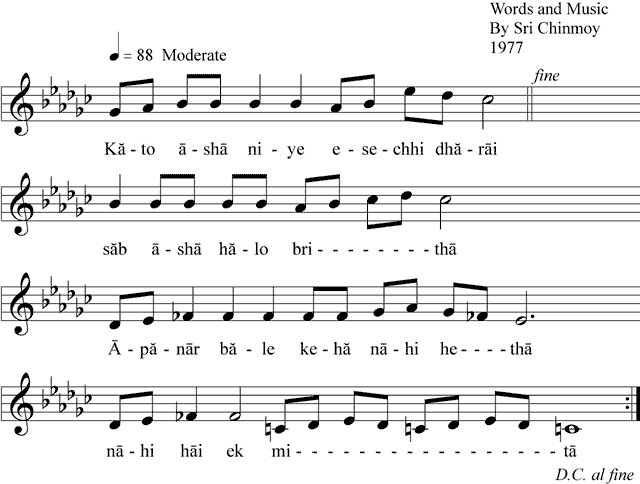 Words and Music
By Sri Chinmoy
1977
♩ = 88 Moderate
fine
Kă - to ā - shā ni - ye e - se - chhi dhă - rāi
săb ā - shā hă - lo bri - - - - - - - - thā
Ā - pă - nār bă - le ke - hă nā - hi he - - - - thā
nā - hi hāi ek mi - - - - - - - - - - - - - - - - - - - - - tā
D.C. al fine